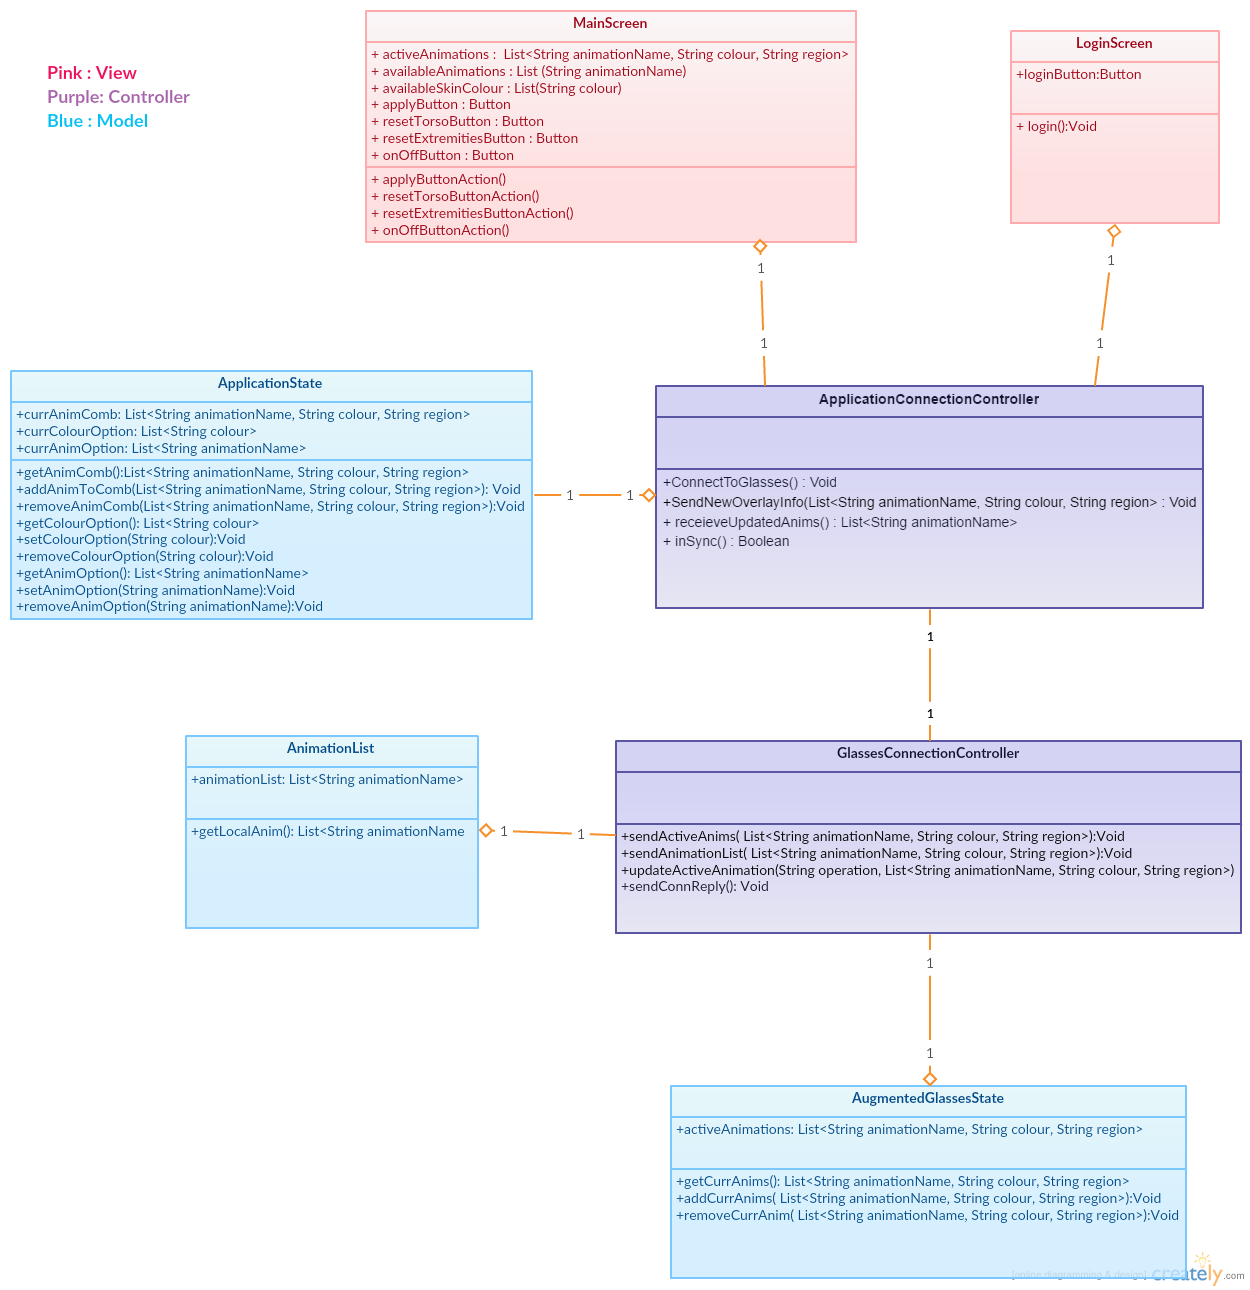 MainScreen
+ activeAnimations :  List<String animationName, String colour, String region>
+ availableAnimations : List (String animationName)
+ availableSkinColour : List(String colour)
+ applyButton : Button
+ resetTorsoButton : Button
+ resetExtremitiesButton : Button
+ onOffButton : Button
+ applyButtonAction()
+ resetTorsoButtonAction()
+ resetExtremitiesButtonAction()
+ onOffButtonAction()
LoginScreen
+loginButton:Button
+ login():Void
Pink : View
Purple: Controller
Blue : Model
1
1
1
1
ApplicationState
+currAnimComb: List<String animationName, String colour, String region>
+currColourOption: List<String colour>
+currAnimOption: List<String animationName>
+getAnimComb():List<String animationName, String colour, String region>
+addAnimToComb(List<String animationName, String colour, String region>): Void
+removeAnimComb(List<String animationName, String colour, String region>):Void
+getColourOption(): List<String colour>
+setColourOption(String colour):Void
+removeColourOption(String colour):Void
+getAnimOption(): List<String animationName>
+setAnimOption(String animationName):Void
+removeAnimOption(String animationName):Void
1
1
ApplicationConnectionController
+ConnectToGlasses() : Void
+SendNewOverlayInfo(List<String animationName, String colour, String region> : Void
+ receieveUpdatedAnims() : List<String animationName>
+ inSync() : Boolean
1
1
AnimationList
+animationList: List<String animationName>
+getLocalAnim(): List<String animationName
1
1
GlassesConnectionController
+sendActiveAnims( List<String animationName, String colour, String region>):Void
+sendAnimationList( List<String animationName, String colour, String region>):Void
+updateActiveAnimation(String operation, List<String animationName, String colour, String region>)
+sendConnReply(): Void
1
1
AugmentedGlassesState
+activeAnimations: List<String animationName, String colour, String region>
+getCurrAnims(): List<String animationName, String colour, String region>
+addCurrAnims( List<String animationName, String colour, String region>):Void
+removeCurrAnim( List<String animationName, String colour, String region>):Void
[online diagramming & design] creately.com